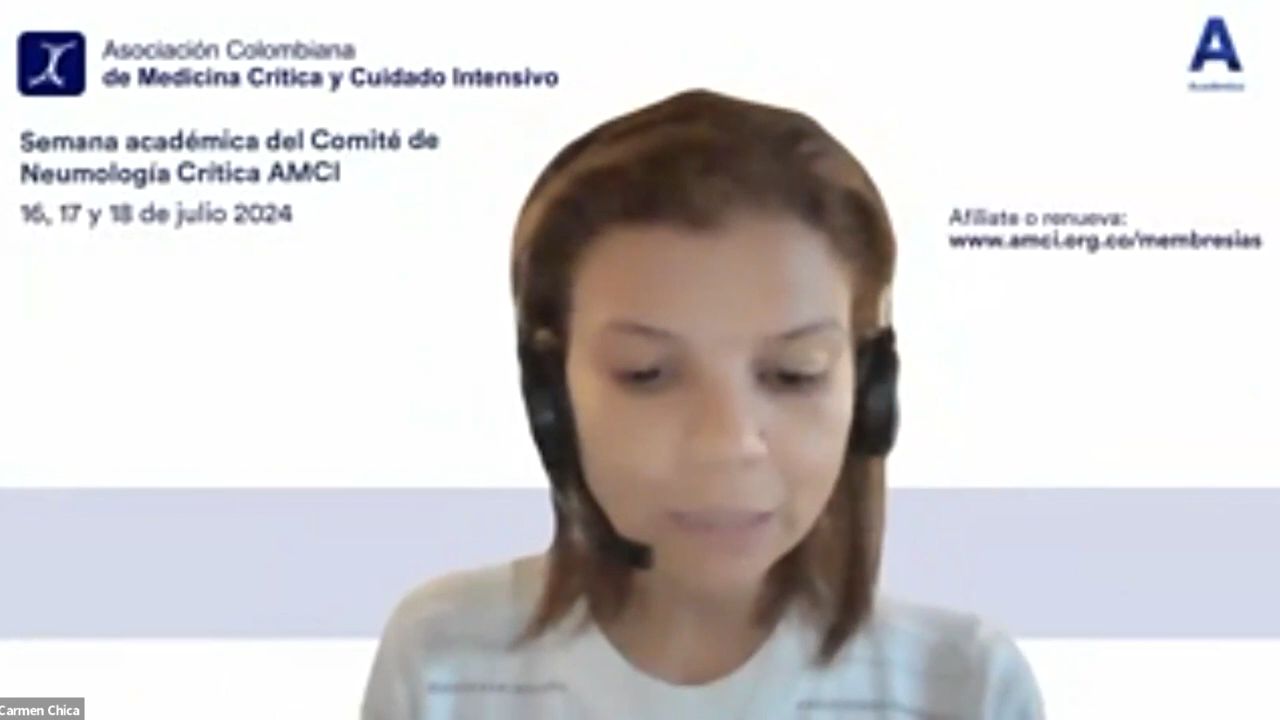 Asociación Colombiana
de Medicina Crítica y Cuidado Intensivo
A
Académica
Semana académica del Comité de
Neumología Crítica AMCI
16, 17 y 18 de julio 2024
Afíliate o renueva:
www.amci.org.co/membresias
Carmen Chica